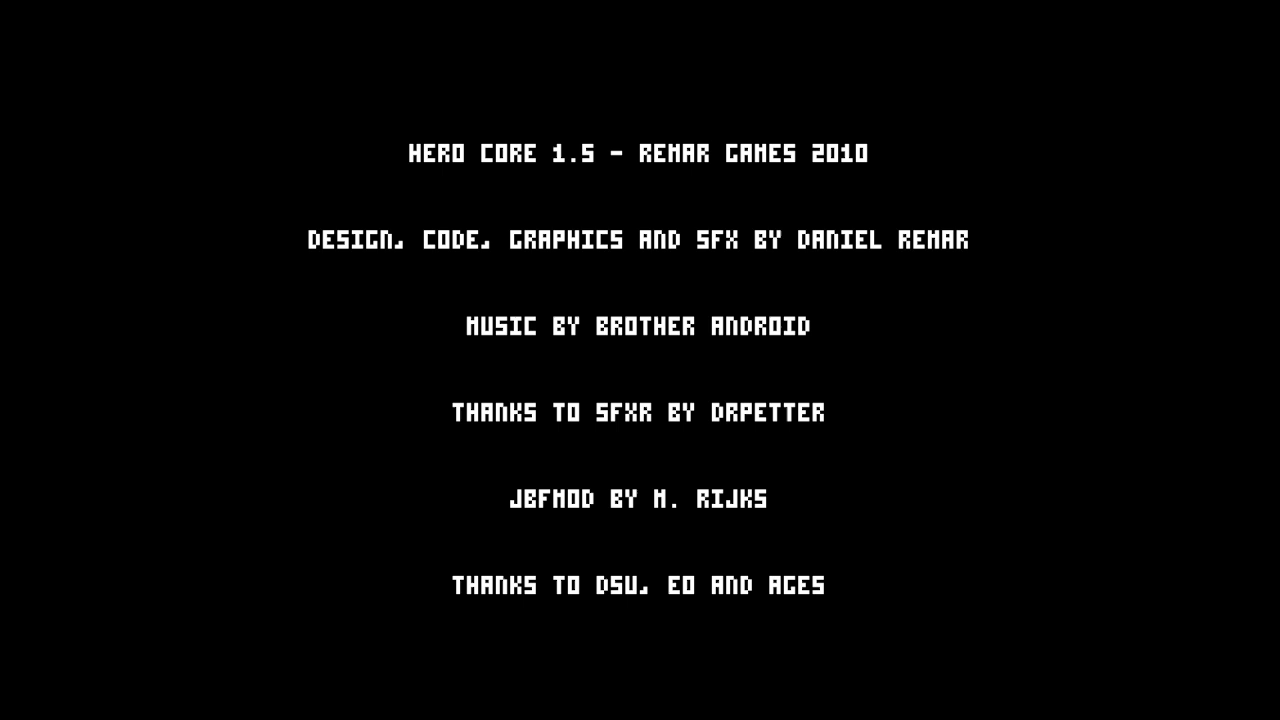 HERO CORE 1.5 - REMAR GAMES 2010
DESIGN, CODE, GRAPHICS AND SFX BY DANIEL REMAR
MUSIC BY BROTHER ANDROID
THANKS TO SFXR BY DRPETTER
JBFMOD BY M. RIJKS
THANKS TO DSU, EO AND AGES